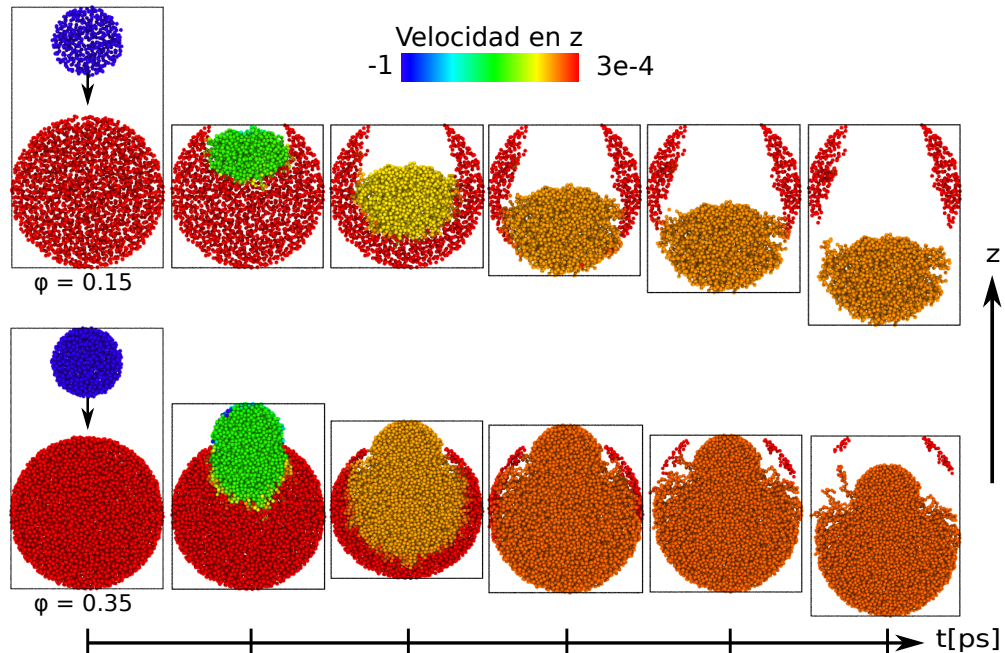 Velocidad en z
-1 3e-4
φ = 0.15
z
φ = 0.35
t[ps]